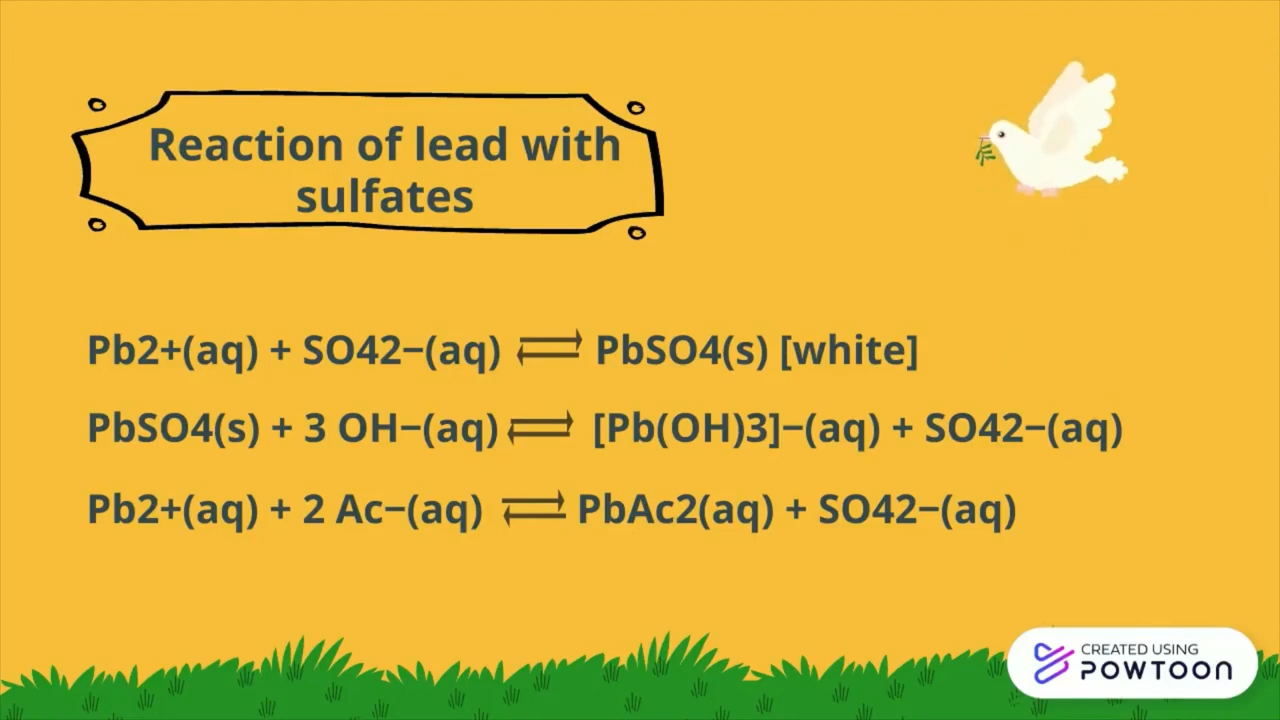 Reaction of lead with
sulfates
Pb2+(aq) + SO42−(aq) ⇌ PbSO4(s) [white]
PbSO4(s) + 3 OH−(aq) ⇌ [Pb(OH)3]−(aq) + SO42−(aq)
Pb2+(aq) + 2 Ac−(aq) ⇌ PbAc2(aq) + SO42−(aq)
CREATED USING
POWTOON